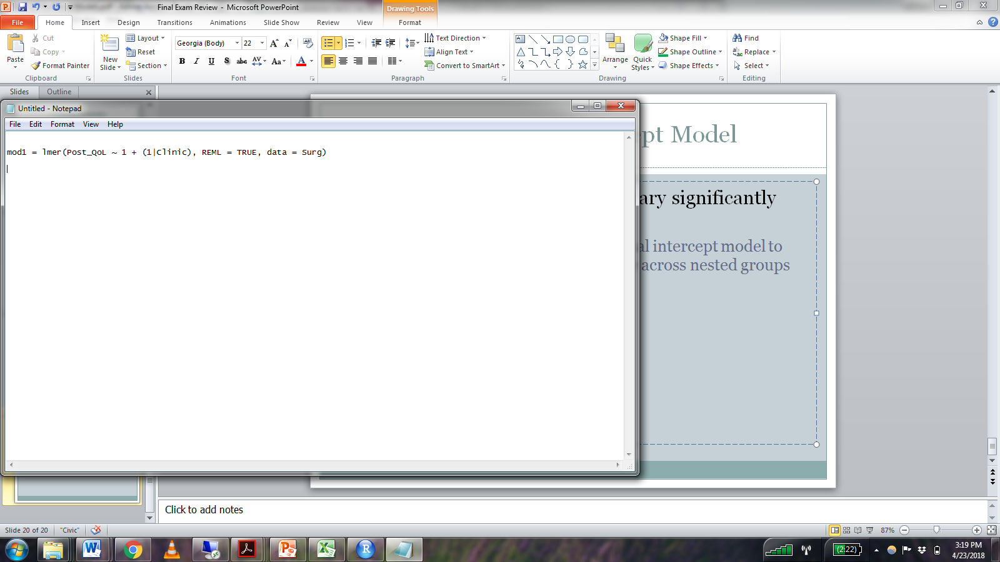 Final Exam Review - Microsoft PowerPoint
Drawing Tools
File Home Insert Design Transitions Animations Slide Show Review View Format
Paste
Cut
Copy
Format Painter
Clipboard
New Slide
Layout
Reset
Section
Slides
Georgia (Body) 22
B I U S abc AV Aa A
Font
Text Direction
Align Text
Convert to SmartArt
Paragraph
Arrange
Quick Styles
Shape Fill
Shape Outline
Shape Effects
Drawing
Find
Replace
Select
Editing
Slides Outline
Untitled - Notepad
File Edit Format View Help
mod1 = lmer(Post_QoL ~ 1 + (1|Clinic), REML = TRUE, data = Surg)
pt Model
ary significantly
al intercept model to
across nested groups
Click to add notes
Slide 20 of 20 "Civic" 87%
(2:22)
3:19 PM
4/23/2018